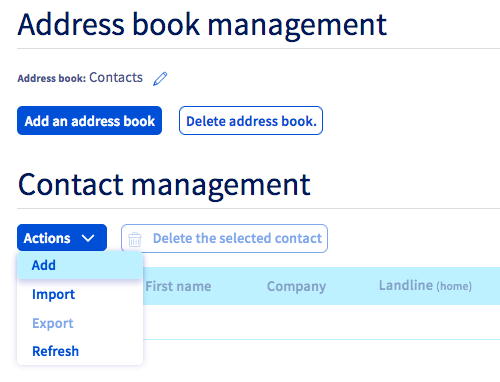 Address book management
Address book: Contacts
Add an address book Delete address book.
Contact management
Actions Delete the selected contact
Add
First name Company Landline (home)
Import
Export
Refresh